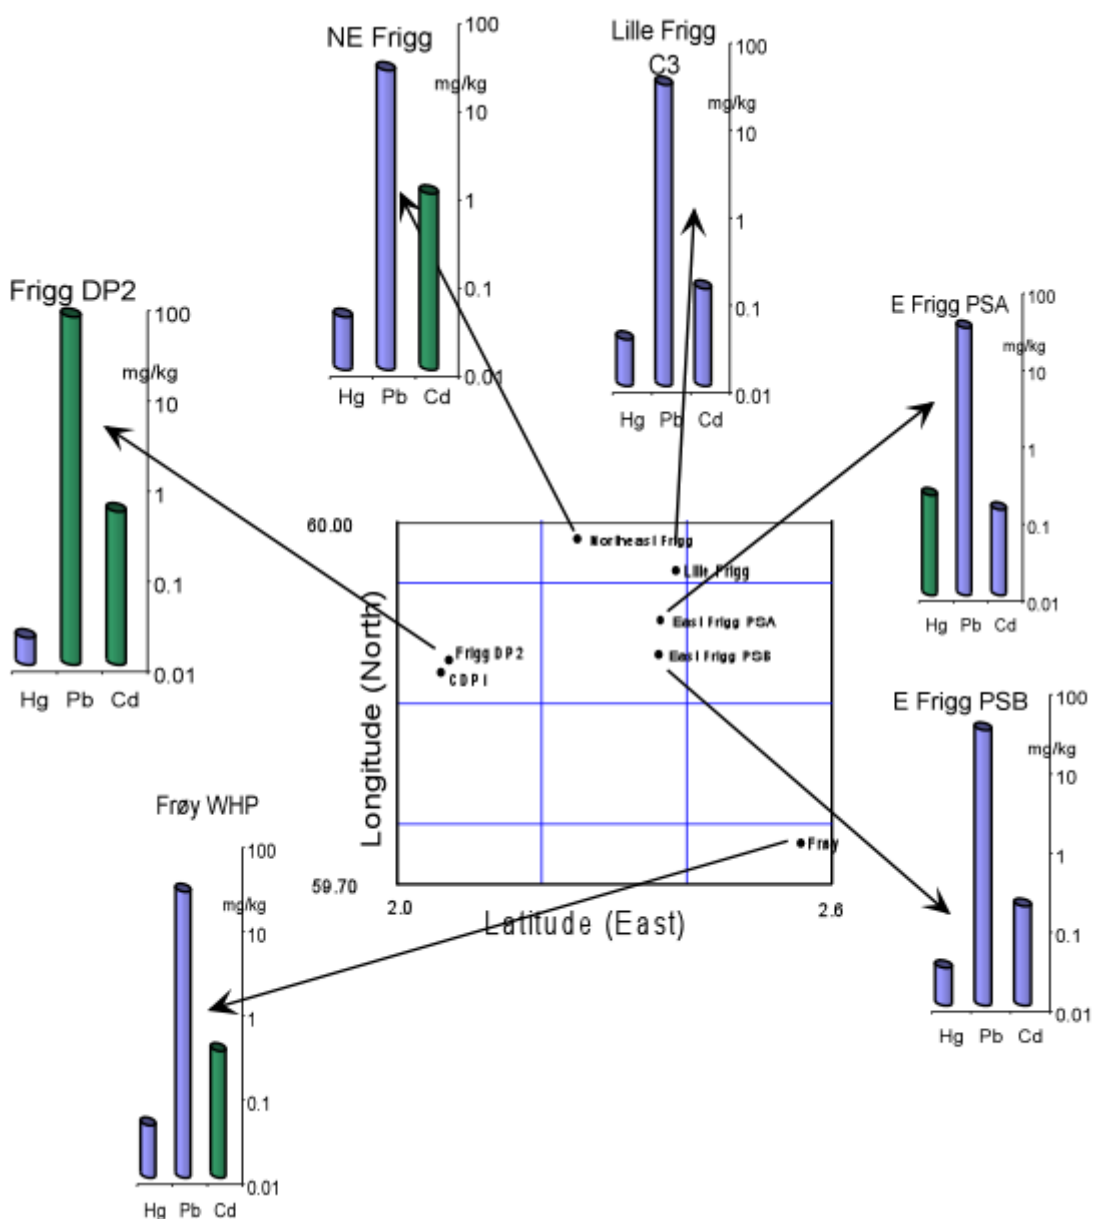 NE Frigg
100
mg/kg
10
1
0.1
0.01
Hg Pb Cd
Lille Frigg
C3
100
mg/kg
10
1
0.1
0.01
Hg Pb Cd
Frigg DP2
100
mg/kg
10
1
0.1
0.01
Hg Pb Cd
E Frigg PSA
100
mg/kg
10
1
0.1
0.01
Hg Pb Cd
60.00
Longitude (North)
59.70
2.0
2.6
Latitude (East)
Northeast Frigg
Lille Frigg
East Frigg PSA
East Frigg PSB
Frigg DP2
CDP1
Frøy
E Frigg PSB
100
mg/kg
10
1
0.1
0.01
Hg Pb Cd
Frøy WHP
100
mg/kg
10
1
0.1
0.01
Hg Pb Cd